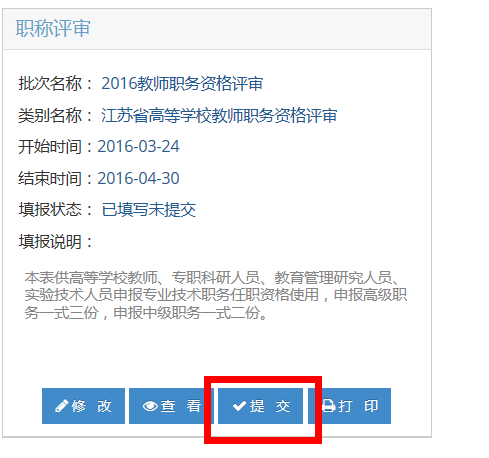 职称评审
批次名称： 2016教师职务资格评审
类别名称： 江苏省高等学校教师职务资格评审
开始时间：2016-03-24
结束时间：2016-04-30
填报状态： 已填写未提交
填报说明：
本表供高等学校教师、专职科研人员、教育管理研究人员、
实验技术人员申报专业技术职务任职资格使用，申报高级职
务一式三份，申报中级职务一式二份。
修 改 查 看 提 交 打 印